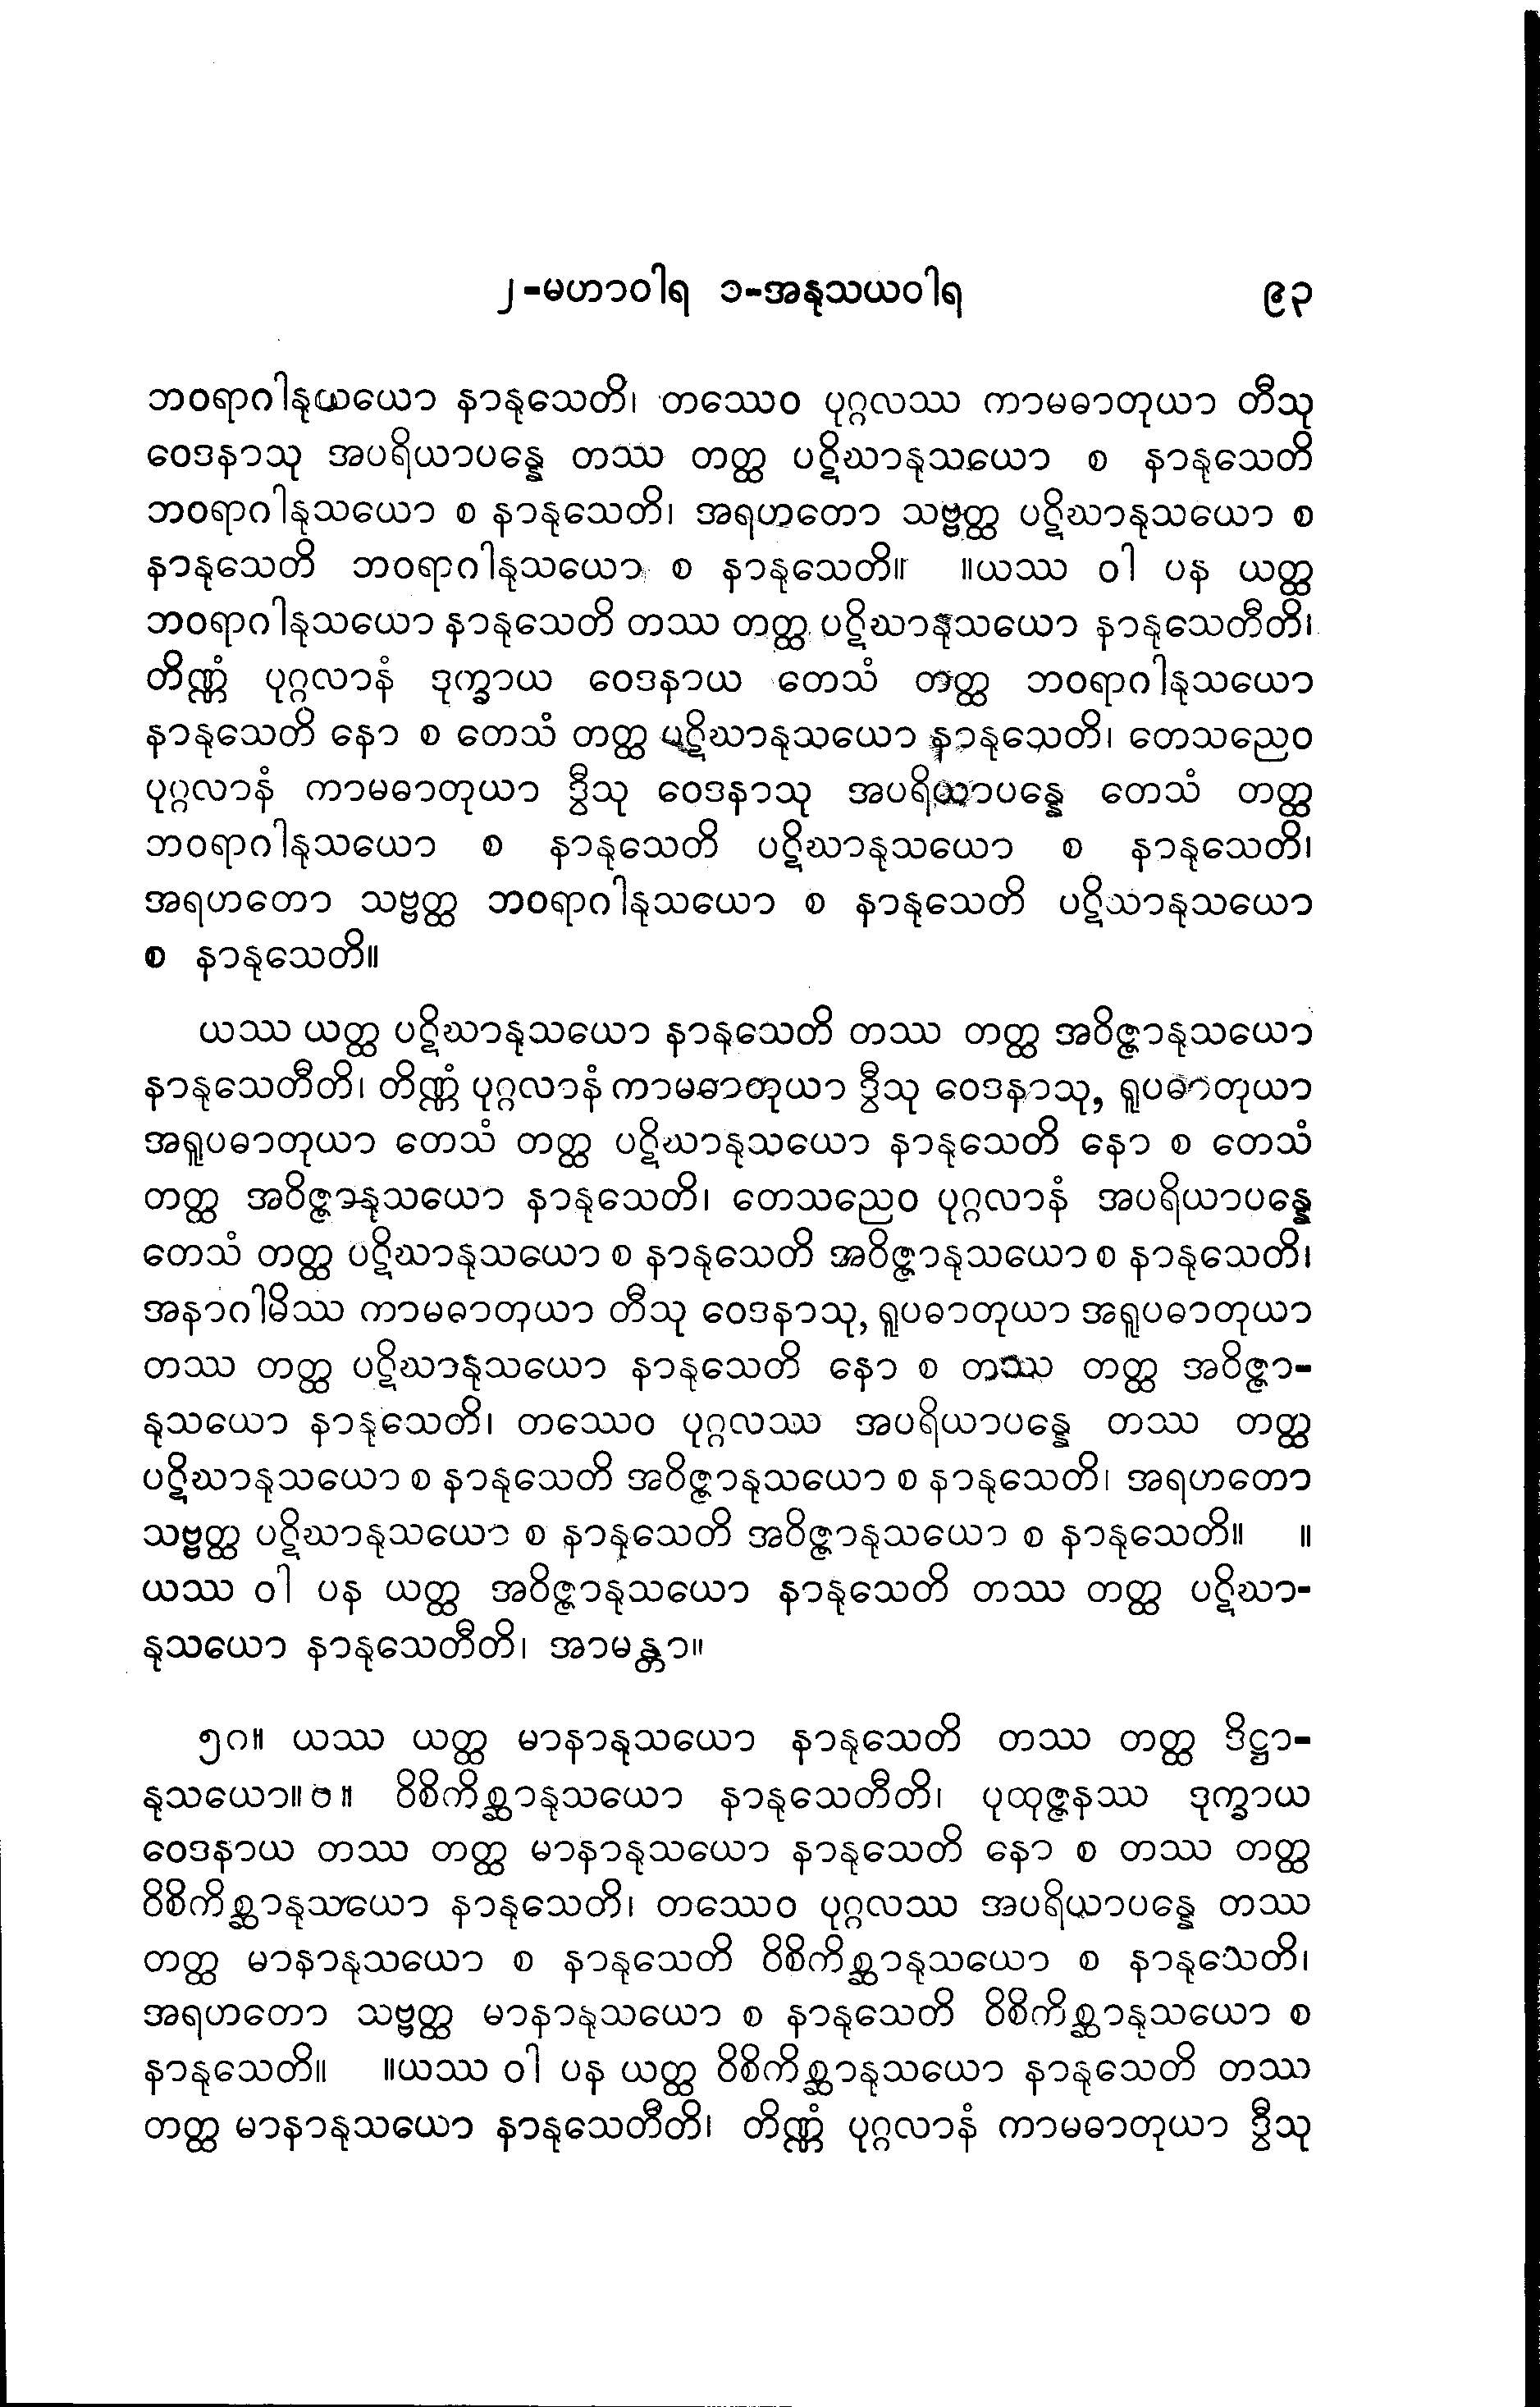 ၂-မဟာဝါရ ၁-အနုသယဝါရ ၉၃
ဘဝရာဂါနုယယော နာနုသေတိ၊ တဿေဝ ပုဂ္ဂလဿ ကာမဓာတုယာ တီသု
ဝေဒနာသု အပရိယာပန္နေ တဿ တတ္ထ ပဋိဃာနုသယော စ နာနုသေတိ
ဘဝရာဂါနုသယော စ နာနုသေတိ၊ အရဟတော သဗ္ဗတ္ထ ပဋိဃာနုသယော စ
နာနုသေတိ ဘဝရာဂါနုသယော စ နာနုသေတိ။ ။ယဿ ဝါ ပန ယတ္ထ
ဘဝရာဂါနုသယော နာနုသေတိ တဿ တတ္ထ ပဋိဃာနုသယော နာနုသေတီတိ၊
တိဏ္ဏံ ပုဂ္ဂလာနံ ဒုက္ခာယ ဝေဒနာယ တေသံ တတ္ထ ဘဝရာဂါနုသယော
နာနုသေတိ နော စ တေသံ တတ္ထ ပဋိဃာနုသယော နာနုသေတိ၊ တေသညေဝ
ပုဂ္ဂလာနံ ကာမဓာတုယာ ဒွီသု ဝေဒနာသု အပရိယာပန္နေ တေသံ တတ္ထ
ဘဝရာဂါနုသယော စ နာနုသေတိ ပဋိဃာနုသယော စ နာနုသေတိ၊
အရဟတော သဗ္ဗတ္ထ ဘဝရာဂါနုသယော စ နာနုသေတိ ပဋိဃာနုသယော
စ နာနုသေတိ။
ယဿ ယတ္ထ ပဋိဃာနုသယော နာနုသေတိ တဿ တတ္ထ အဝိဇ္ဇာနုသယော
နာနုသေတီတိ၊ တိဏ္ဏံ ပုဂ္ဂလာနံ ကာမဓာတုယာ ဒွီသု ဝေဒနာသု, ရူပဓာတုယာ
အရူပဓာတုယာ တေသံ တတ္ထ ပဋိဃာနုသယော နာနုသေတိ နော စ တေသံ
တတ္ထ အဝိဇ္ဇာနုသယော နာနုသေတိ၊ တေသညေဝ ပုဂ္ဂလာနံ အပရိယာပန္နေ
တေသံ တတ္ထ ပဋိဃာနုသယော စ နာနုသေတိ အဝိဇ္ဇာနုသယော စ နာနုသေတိ၊
အနာဂါမိဿ ကာမဓာတုယာ တီသု ဝေဒနာသု, ရူပဓာတုယာ အရူပဓာတုယာ
တဿ တတ္ထ ပဋိဃာနုသယော နာနုသေတိ နော စ တဿ တတ္ထ အဝိဇ္ဇာ-
နုသယော နာနုသေတိ၊ တဿေဝ ပုဂ္ဂလဿ အပရိယာပန္နေ တဿ တတ္ထ
ပဋိဃာနုသယော စ နာနုသေတိ အဝိဇ္ဇာနုသယော စ နာနုသေတိ၊ အရဟတော
သဗ္ဗတ္ထ ပဋိဃာနုသယော စ နာနုသေတိ အဝိဇ္ဇာနုသယော စ နာနုသေတိ။ ။
ယဿ ဝါ ပန ယတ္ထ အဝိဇ္ဇာနုသယော နာနုသေတိ တဿ တတ္ထ ပဋိဃာ-
နုသယော နာနုသေတီတိ၊ အာမန္တာ။
၅၈။ ယဿ ယတ္ထ မာနာနုသယော နာနုသေတိ တဿ တတ္ထ ဒိဋ္ဌာ-
နုသယော။ ပ ။ ဝိစိကိစ္ဆာနုသယော နာနုသေတီတိ၊ ပုထုဇ္ဇနဿ ဒုက္ခာယ
ဝေဒနာယ တဿ တတ္ထ မာနာနုသယော နာနုသေတိ နော စ တဿ တတ္ထ
ဝိစိကိစ္ဆာနုသယော နာနုသေတိ၊ တဿေဝ ပုဂ္ဂလဿ အပရိယာပန္နေ တဿ
တတ္ထ မာနာနုသယော စ နာနုသေတိ ဝိစိကိစ္ဆာနုသယော စ နာနုသေတိ၊
အရဟတော သဗ္ဗတ္ထ မာနာနုသယော စ နာနုသေတိ ဝိစိကိစ္ဆာနုသယော စ
နာနုသေတိ။ ။ယဿ ဝါ ပန ယတ္ထ ဝိစိကိစ္ဆာနုသယော နာနုသေတိ တဿ
တတ္ထ မာနာနုသယော နာနုသေတီတိ၊ တိဏ္ဏံ ပုဂ္ဂလာနံ ကာမဓာတုယာ ဒွီသု